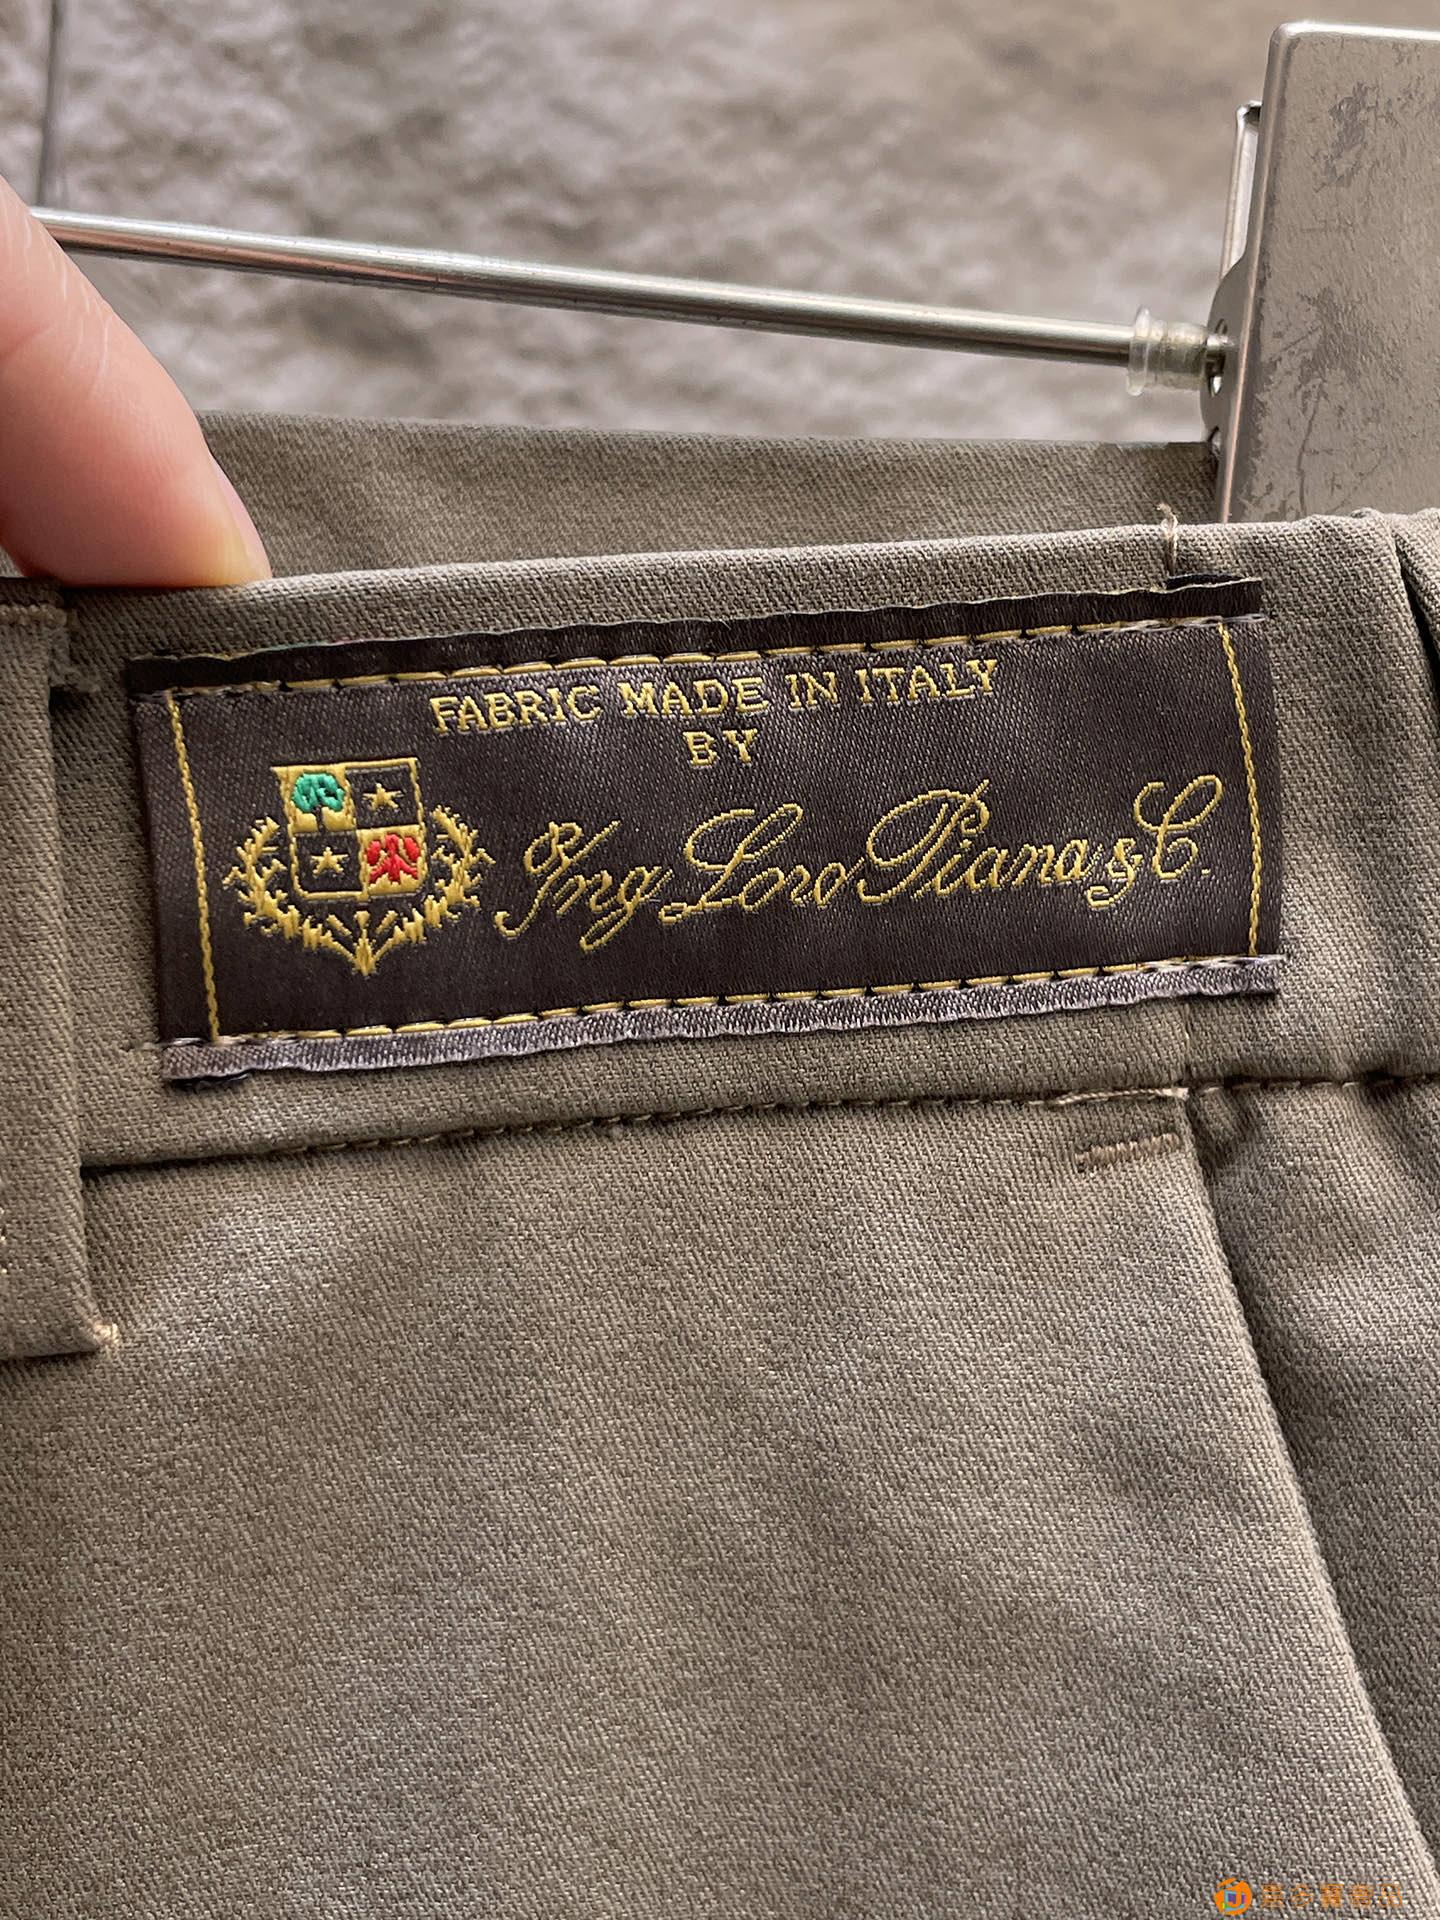 FABRIC MADE IN ITALY
BY
Ing Loro Piana & C.